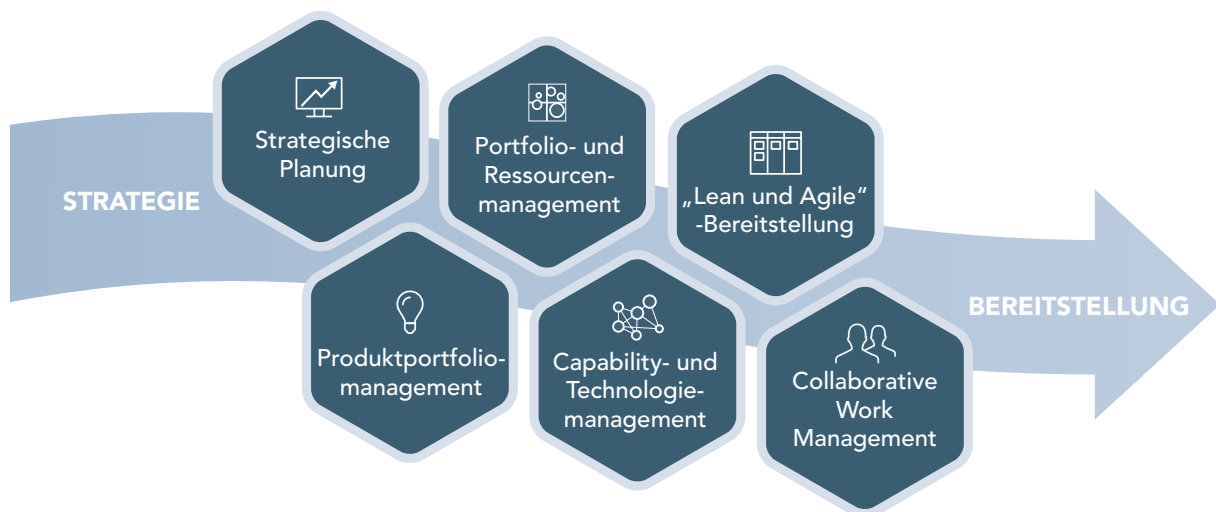 STRATEGIE
Strategische
Planung
Portfolio- und
Ressourcen-
management
„Lean und Agile“
-Bereitstellung
Produktportfolio-
management
Capability- und
Technologie-
management
Collaborative
Work
Management
BEREITSTELLUNG